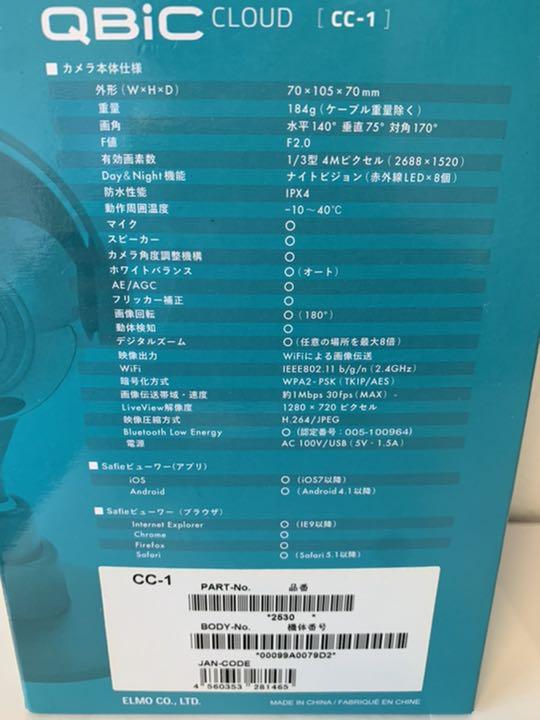 QBiC CLOUD [ CC-1 ]
■ カメラ本体仕様
外形(W×H×D) 70×105×70mm
重量 184g(ケーブル重量除く)
画角 水平140° 垂直75° 対角170°
F値 F2.0
有効画素数 1/3型 4Mピクセル(2688×1520)
Day&Night機能 ナイトビジョン(赤外線LED×8個)
防水性能 IPX4
動作周囲温度 -10~40℃
マイク ○
スピーカー ○
カメラ角度調整機構 ○
ホワイトバランス ○(オート)
AE/AGC ○
フリッカー補正 ○
画像回転 ○(180°)
動体検知 ○
デジタルズーム ○(任意の場所を最大8倍)
映像出力 WiFiによる画像伝送
WiFi IEEE802.11 b/g/n(2.4GHz)
暗号化方式 WPA2-PSK(TKIP/AES)
画像伝送帯域・速度 約1Mbps 30fps(MAX)-
LiveView解像度 1280×720 ピクセル
映像圧縮方式 H.264/JPEG
Bluetooth Low Energy ○(認定番号:005-100964)
電源 AC 100V/USB(5V・1.5A)
■ Safieビューワー(アプリ)
iOS ○(iOS7以降)
Android ○(Android4.1以降)
■ Safieビューワー(ブラウザ)
Internet Explorer ○(IE9以降)
Chrome ○
Firefox ○
Safari ○(Safari5.1以降)
CC-1 PART-No. 品番
*2530 *
BODY-No. 機体番号
*00099A0079D2*
JAN-CODE
4 560353 281465
ELMO CO., LTD. MADE IN CHINA / FABRIQUÉ EN CHINE